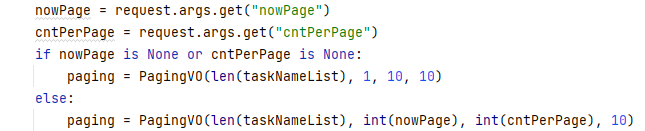 nowPage = request.args.get("nowPage")
cntPerPage = request.args.get("cntPerPage")
if nowPage is None or cntPerPage is None:
    paging = PagingVO(len(taskNameList), 1, 10, 10)
else:
    paging = PagingVO(len(taskNameList), int(nowPage), int(cntPerPage), 10)